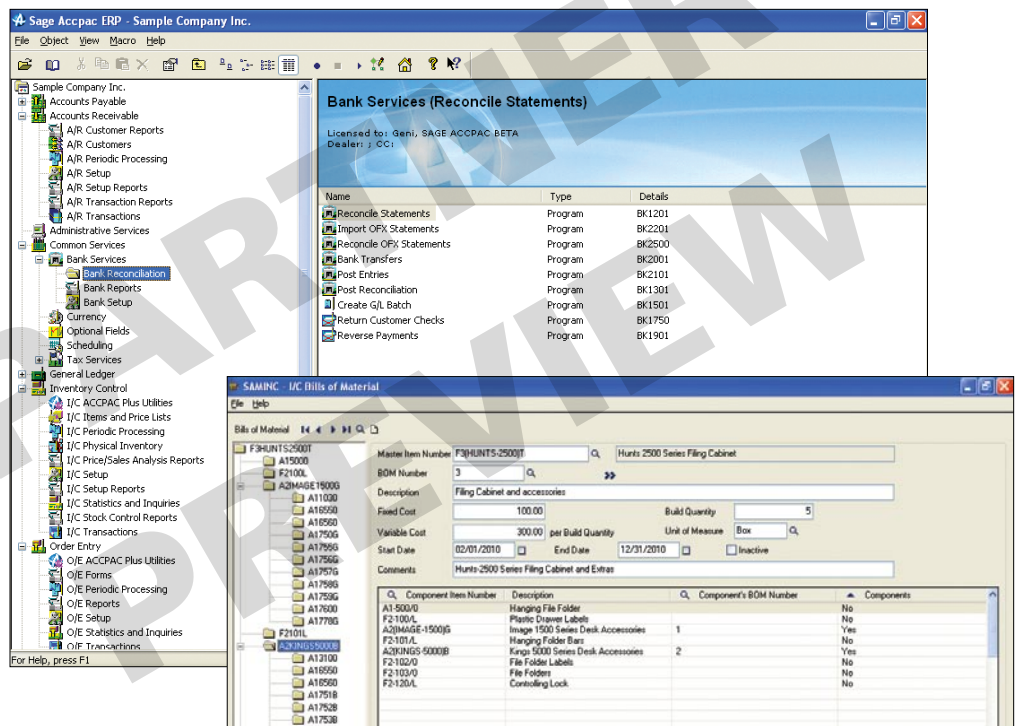 Sage Accpac ERP - Sample Company Inc.
File Object View Macro Help
Sample Company Inc.
Accounts Payable
Accounts Receivable
A/R Customer Reports
A/R Customers
A/R Periodic Processing
A/R Setup
A/R Setup Reports
A/R Transaction Reports
A/R Transactions
Administrative Services
Common Services
Bank Services
Bank Reconciliation
Bank Reports
Bank Setup
Currency
Optional Fields
Scheduling
Tax Services
General Ledger
Inventory Control
I/C ACCPAC Plus Utilities
I/C Items and Price Lists
I/C Periodic Processing
I/C Physical Inventory
I/C Price/Sales Analysis Reports
I/C Setup
I/C Setup Reports
I/C Statistics and Inquiries
I/C Stock Control Reports
I/C Transactions
Order Entry
O/E ACCPAC Plus Utilities
O/E Forms
O/E Periodic Processing
O/E Reports
O/E Setup
O/E Statistics and Inquiries
O/E Transactions
For Help, press F1
Bank Services (Reconcile Statements)
Licensed to: Geni, SAGE ACCPAC BETA
Dealer: ; CC:
Name Type Details
Reconcile Statements Program BK1201
Import OFX Statements Program BK2201
Reconcile OFX Statements Program BK2500
Bank Transfers Program BK2001
Post Entries Program BK2101
Post Reconciliation Program BK1301
Create G/L Batch Program BK1501
Return Customer Checks Program BK1750
Reverse Payments Program BK1901
SAMINC - I/C Bills of Material
File Help
Bills of Material
F3HUNTS2500T
A15000
F2100L
A2IMAGE1500G
A11030
A16550
A16560
A1750G
A1755G
A1756G
A1757G
A1758G
A1759G
A17600
A1778G
F2101L
A2KINGS5000B
A13100
A16550
A16560
A1751B
A1752B
A1753B
Master Item Number F3(HUNTS-2500)T Hunts 2500 Series Filing Cabinet
BOM Number 3
Description Filing Cabinet and accessories
Fixed Cost 100.00 Build Quantity 5
Variable Cost 300.00 per Build Quantity Unit of Measure Box
Start Date 02/01/2010 End Date 12/31/2010 Inactive
Comments Hunts-2500 Series Filing Cabinet and Extras
Component Item Number Description Component's BOM Number Components
A1-500/0 Hanging File Folder No
F2-100/L Plastic Drawer Labels No
A2(IMAGE-1500)G Image 1500 Series Desk Accessories 1 Yes
F2-101/L Hanging Folder Bars No
A2(KINGS-5000)B Kings 5000 Series Desk Accessories 2 Yes
F2-102/0 File Folder Labels No
F2-103/0 File Folders No
F2-120/L Controlling Lock No
PARTNER
PREVIEW